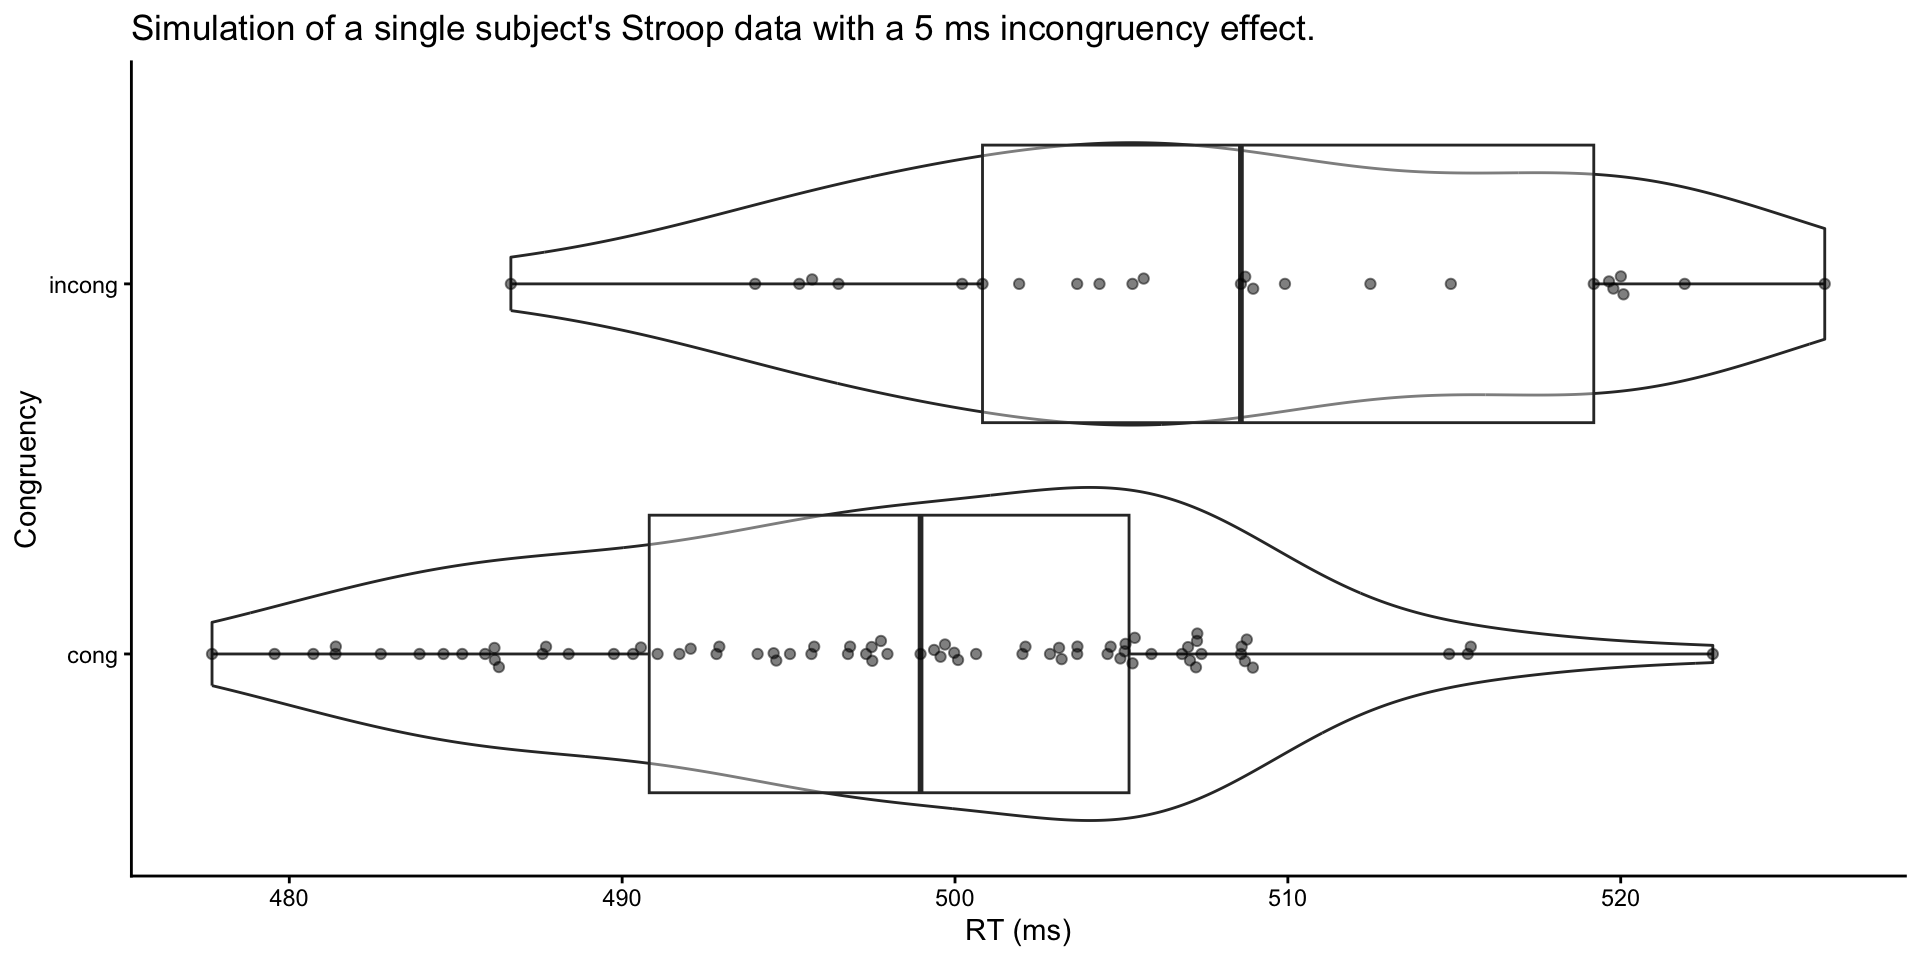 Simulation of a single subject's Stroop data with a 5 ms incongruency effect.
Congruency
incong
cong
480 490 500 510 520
RT (ms)